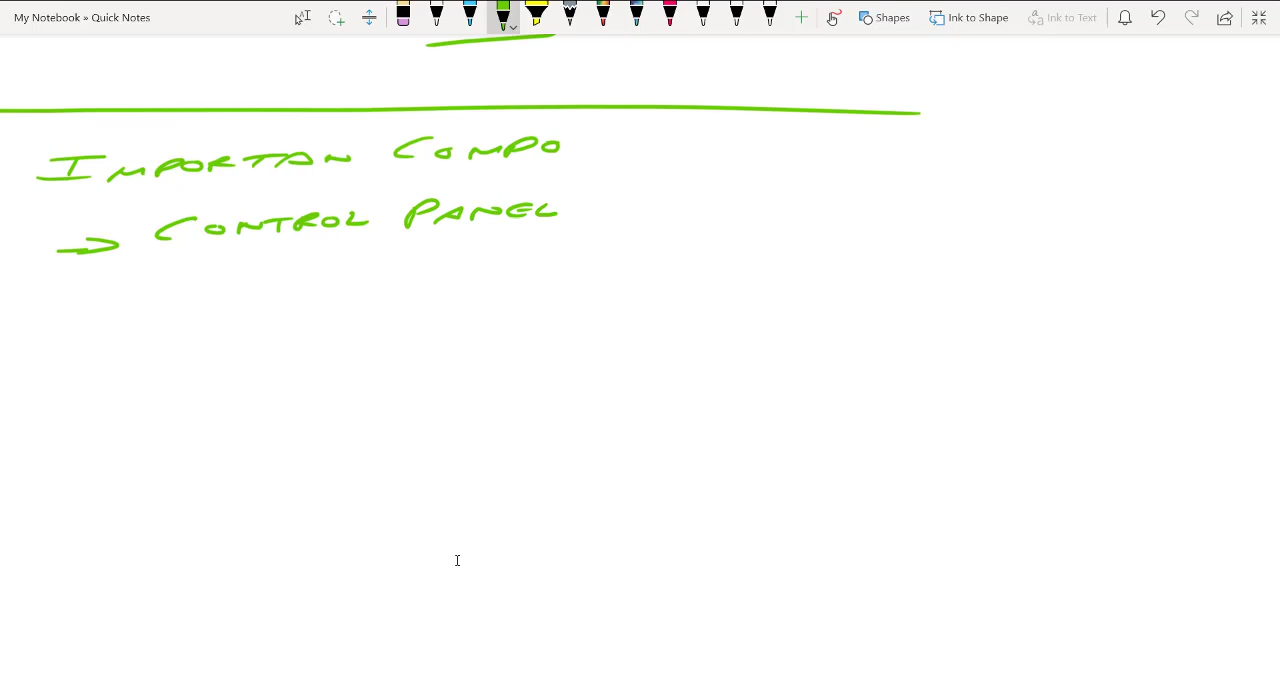 My Notebook » Quick Notes
Shapes
Ink to Shape
Ink to Text
IMPORTAN COMPO
CONTROL PANEL